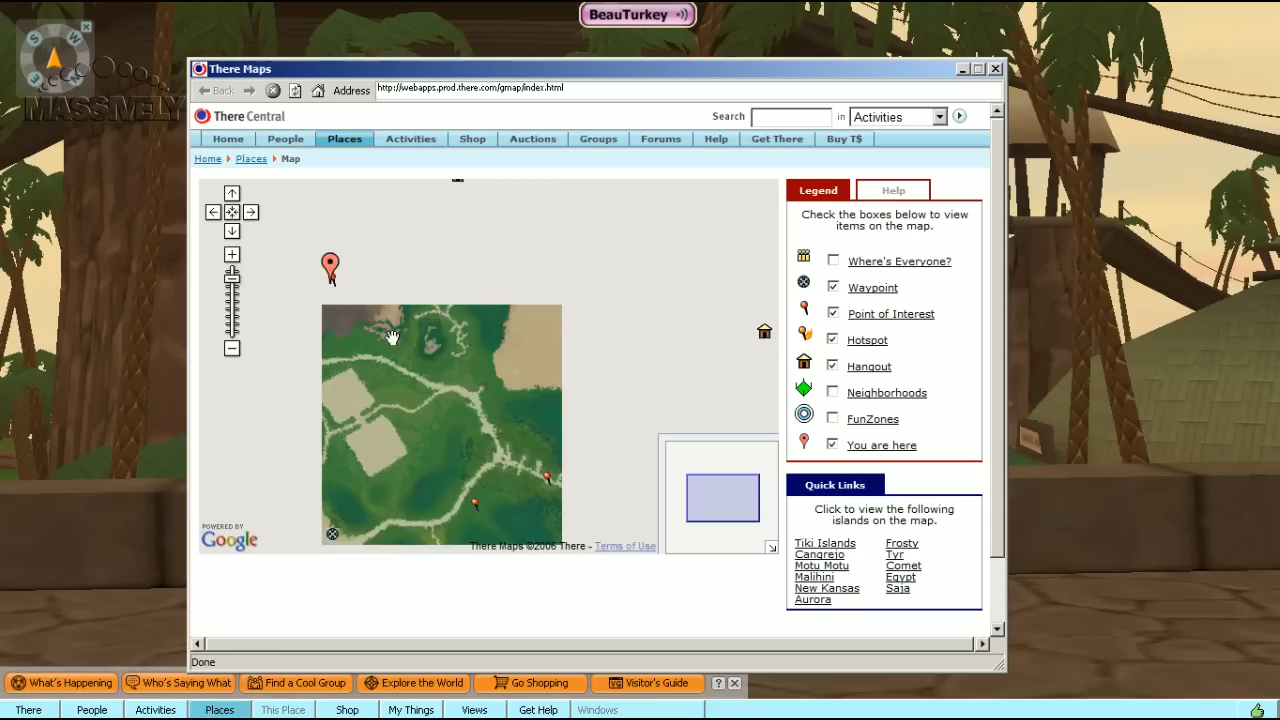 BeauTurkey
S W E
MASSIVELY
There Maps
Back Address http://webapps.prod.there.com/gmap/index.html
There Central Search in Activities
Home People Places Activities Shop Auctions Groups Forums Help Get There Buy T$
Home Places Map
Legend Help
Check the boxes below to view
items on the map.
Where's Everyone?
Waypoint
Point of Interest
Hotspot
Hangout
Neighborhoods
FunZones
You are here
Quick Links
Click to view the following
islands on the map.
Tiki Islands Frosty
Cangrejo Tyr
Motu Motu Comet
Malihini Egypt
New Kansas Saja
Aurora
POWERED BY
Google
There Maps ©2006 There - Terms of Use
Done
What's Happening Who's Saying What Find a Cool Group Explore the World Go Shopping VG Visitor's Guide ?
There People Activities Places This Place Shop My Things Views Get Help Windows